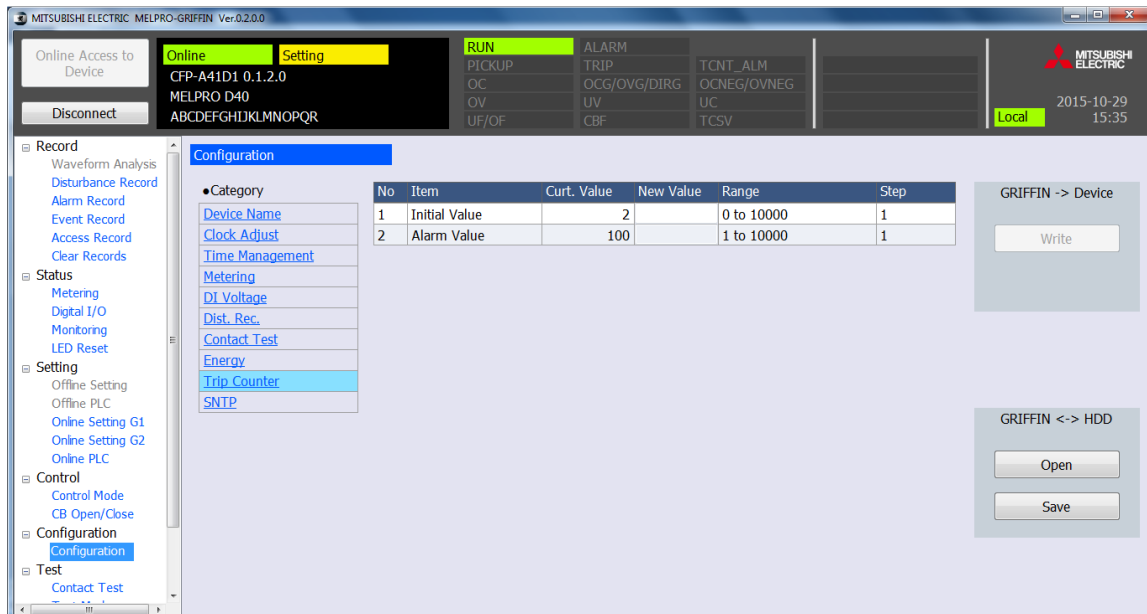 MITSUBISHI ELECTRIC MELPRO-GRIFFIN Ver.0.2.0.0
Online Access to
Device
Disconnect
Online Setting
CFP-A41D1 0.1.2.0
MELPRO D40
ABCDEFGHIJKLMNOPQR
RUN ALARM
PICKUP TRIP TCNT_ALM
OC OCG/OVG/DIRG OCNEG/OVNEG
OV UV UC
UF/OF CBF TCSV
MITSUBISHI
ELECTRIC
2015-10-29
Local 15:35
Record
Waveform Analysis
Disturbance Record
Alarm Record
Event Record
Access Record
Clear Records
Status
Metering
Digital I/O
Monitoring
LED Reset
Setting
Offline Setting
Offline PLC
Online Setting G1
Online Setting G2
Online PLC
Control
Control Mode
CB Open/Close
Configuration
Configuration
Test
Contact Test
Configuration
●Category
Device Name
Clock Adjust
Time Management
Metering
DI Voltage
Dist. Rec.
Contact Test
Energy
Trip Counter
SNTP
No Item Curt. Value New Value Range Step
1 Initial Value 2 0 to 10000 1
2 Alarm Value 100 1 to 10000 1
GRIFFIN -> Device
Write
GRIFFIN <-> HDD
Open
Save